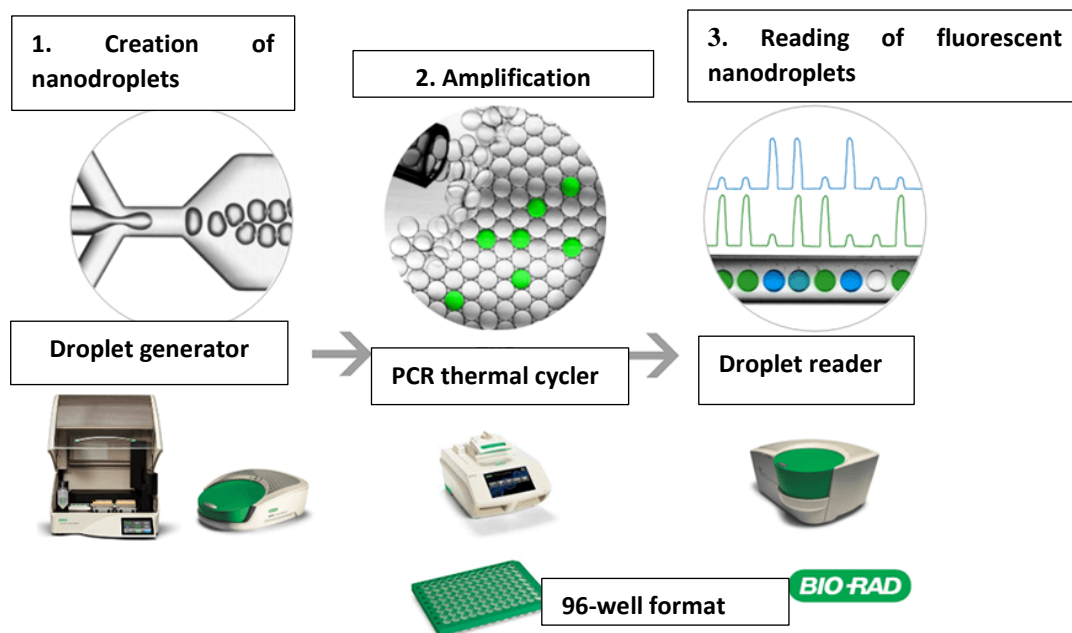 1. Creation of
nanodroplets
2. Amplification
3. Reading of fluorescent
nanodroplets
Droplet generator
PCR thermal cycler
Droplet reader
96-well format
BIO-RAD